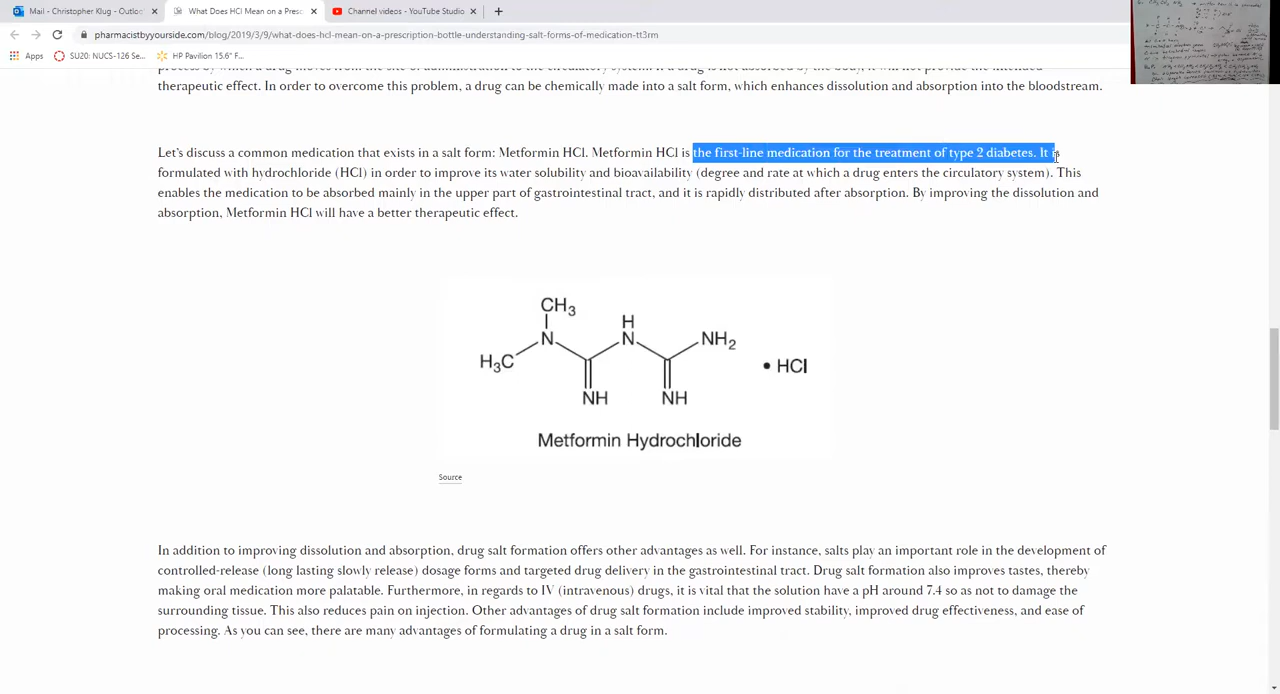 Mail - Christopher Klug - Outloo
What Does HCl Mean on a Presc
Channel videos - YouTube Studio
pharmacistbyyourside.com/blog/2019/3/9/what-does-hcl-mean-on-a-prescription-bottle-understanding-salt-forms-of-medication-tt3rm
Apps
SU20: NUCS-126 Se...
HP Pavilion 15.6" F...
therapeutic effect. In order to overcome this problem, a drug can be chemically made into a salt form, which enhances dissolution and absorption into the bloodstream.
Let's discuss a common medication that exists in a salt form: Metformin HCl. Metformin HCl is the first-line medication for the treatment of type 2 diabetes. It is
formulated with hydrochloride (HCl) in order to improve its water solubility and bioavailability (degree and rate at which a drug enters the circulatory system). This
enables the medication to be absorbed mainly in the upper part of gastrointestinal tract, and it is rapidly distributed after absorption. By improving the dissolution and
absorption, Metformin HCl will have a better therapeutic effect.
CH3
H
N
N
NH2
H3C
• HCl
NH
NH
Metformin Hydrochloride
Source
In addition to improving dissolution and absorption, drug salt formation offers other advantages as well. For instance, salts play an important role in the development of
controlled-release (long lasting slowly release) dosage forms and targeted drug delivery in the gastrointestinal tract. Drug salt formation also improves tastes, thereby
making oral medication more palatable. Furthermore, in regards to IV (intravenous) drugs, it is vital that the solution have a pH around 7.4 so as not to damage the
surrounding tissue. This also reduces pain on injection. Other advantages of drug salt formation include improved stability, improved drug effectiveness, and ease of
processing. As you can see, there are many advantages of formulating a drug in a salt form.